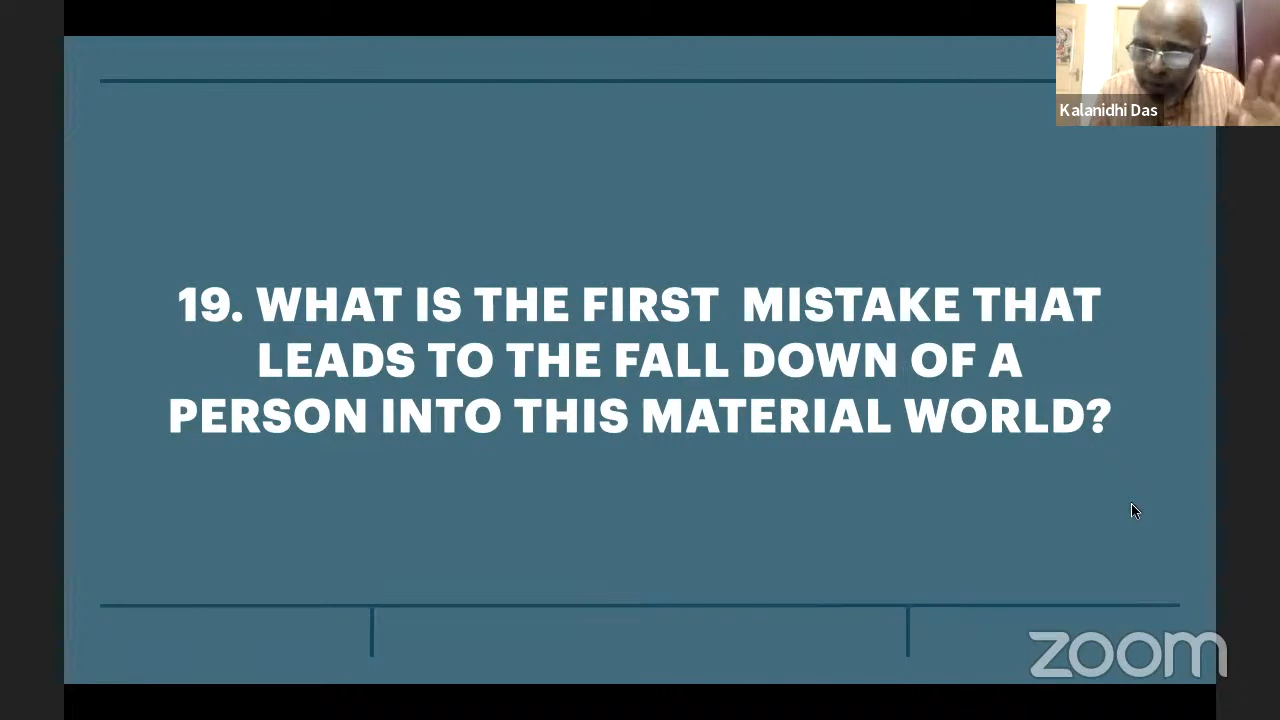 Kalanidhi Das
19. WHAT IS THE FIRST MISTAKE THAT
LEADS TO THE FALL DOWN OF A
PERSON INTO THIS MATERIAL WORLD?
zoom